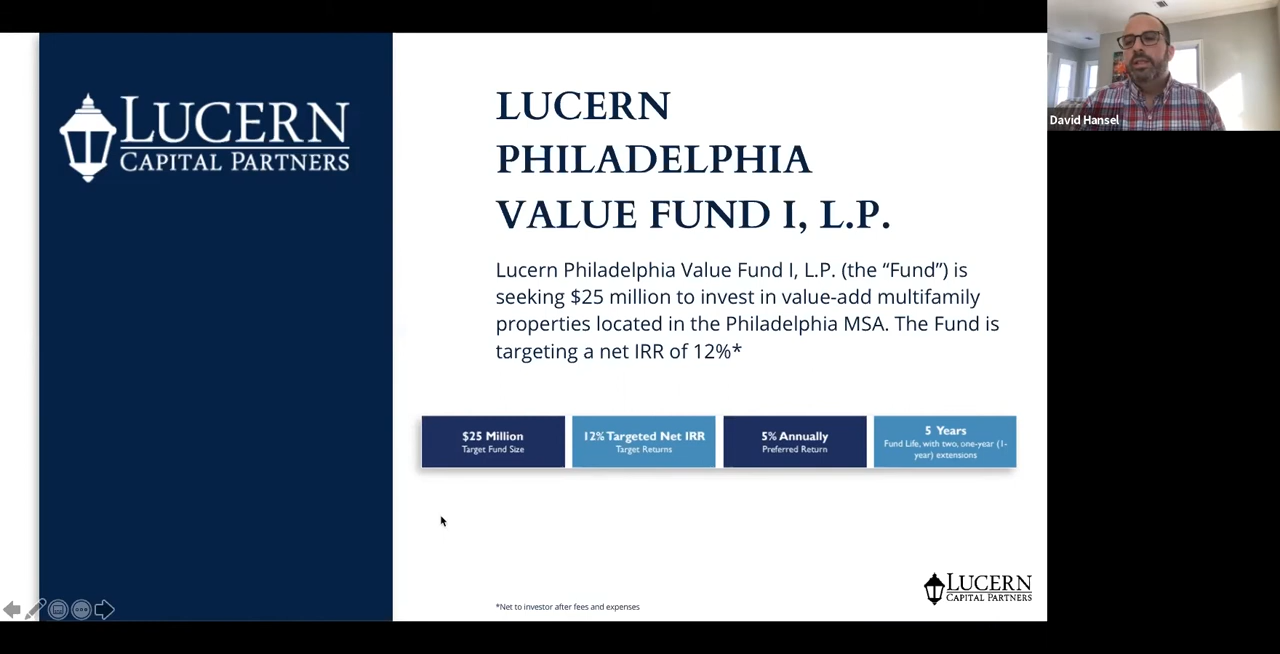 LUCERN
CAPITAL PARTNERS
LUCERN
PHILADELPHIA
VALUE FUND I, L.P.
Lucern Philadelphia Value Fund I, L.P. (the “Fund”) is
seeking $25 million to invest in value-add multifamily
properties located in the Philadelphia MSA. The Fund is
targeting a net IRR of 12%*
$25 Million
Target Fund Size
12% Targeted Net IRR
Target Returns
5% Annually
Preferred Return
5 Years
Fund Life, with two, one-year (1-
year) extensions
*Net to investor after fees and expenses
LUCERN
CAPITAL PARTNERS
David Hansel